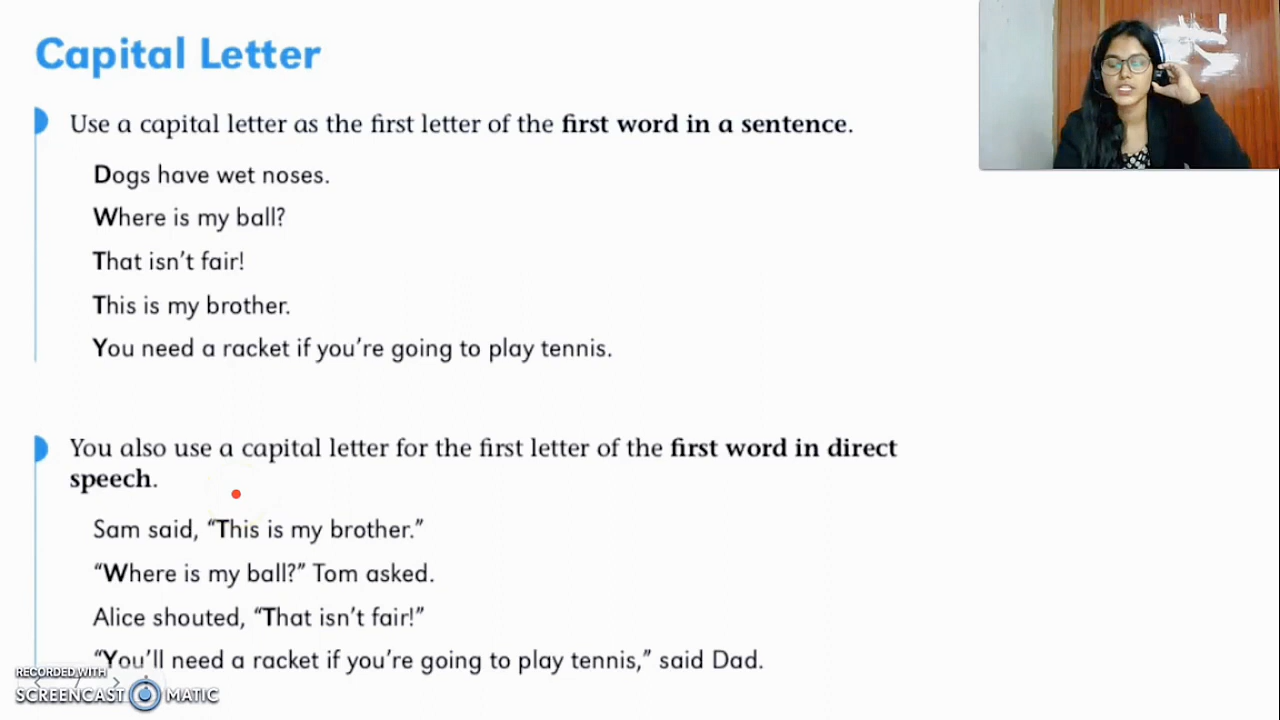 Capital Letter
Use a capital letter as the first letter of the first word in a sentence.
Dogs have wet noses.
Where is my ball?
That isn't fair!
This is my brother.
You need a racket if you're going to play tennis.
You also use a capital letter for the first letter of the first word in direct
speech.
Sam said, “This is my brother.”
“Where is my ball?” Tom asked.
Alice shouted, “That isn't fair!”
“You'll need a racket if you're going to play tennis,” said Dad.
RECORDED WITH
SCREENCAST MATIC